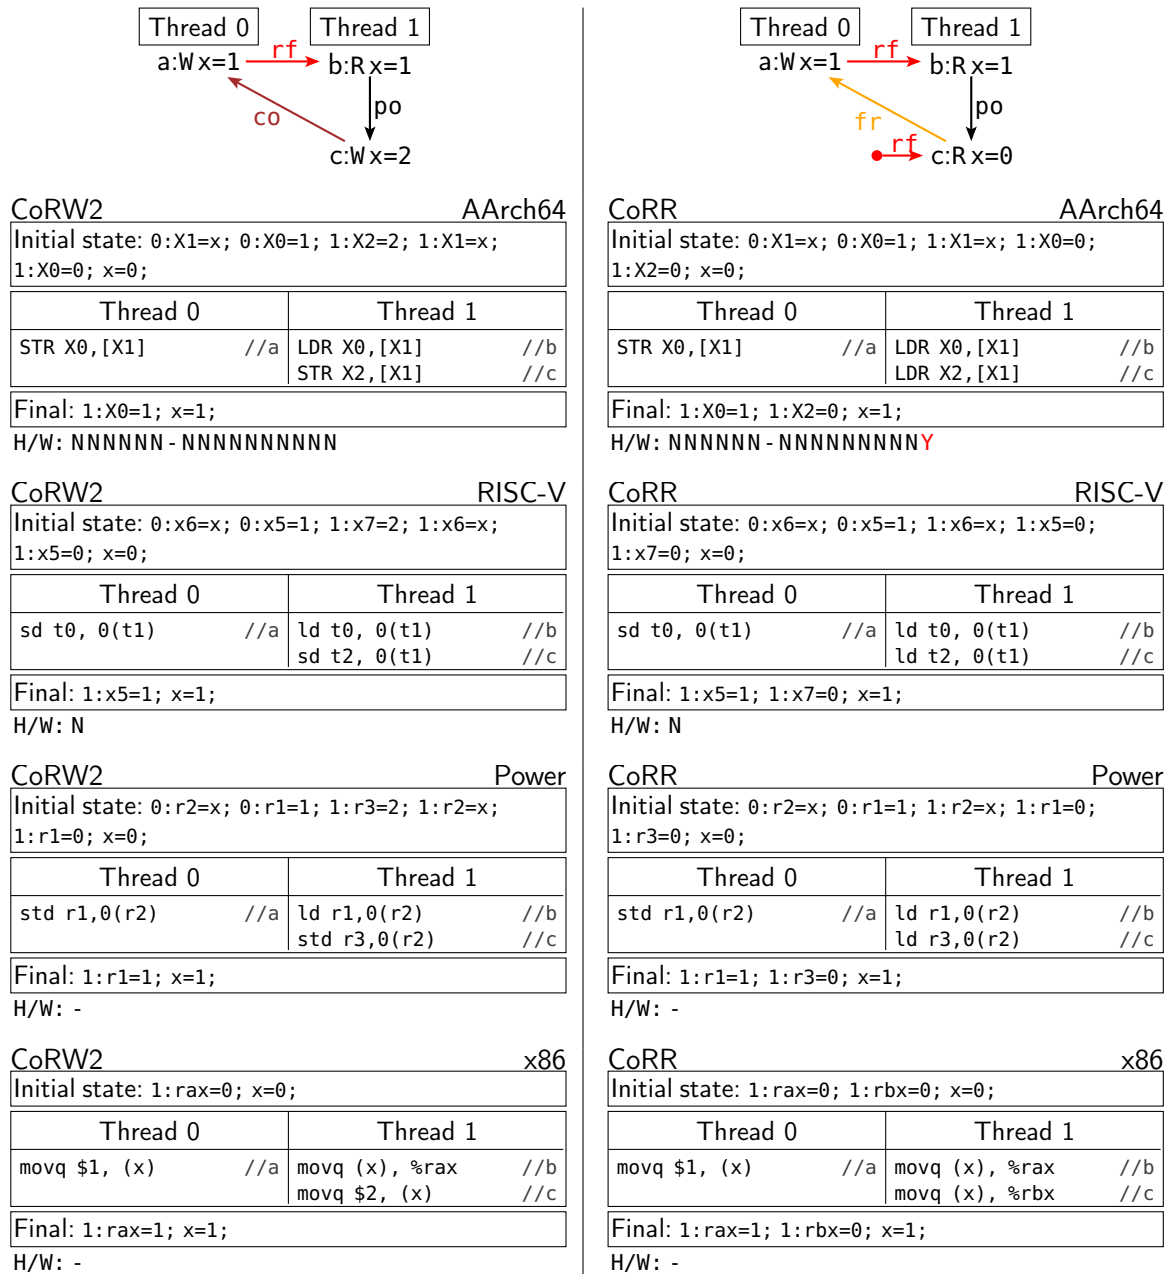 Thread 0 Thread 1
a:W x=1 rf b:R x=1
po
co
c:W x=2
CoRW2 AArch64
Initial state: 0:X1=x; 0:X0=1; 1:X2=2; 1:X1=x;
1:X0=0; x=0;
Thread 0 Thread 1
STR X0,[X1] //a LDR X0,[X1] //b
STR X2,[X1] //c
Final: 1:X0=1; x=1;
H/W: NNNNNN-NNNNNNNNNN
CoRW2 RISC-V
Initial state: 0:x6=x; 0:x5=1; 1:x7=2; 1:x6=x;
1:x5=0; x=0;
Thread 0 Thread 1
sd t0, 0(t1) //a ld t0, 0(t1) //b
sd t2, 0(t1) //c
Final: 1:x5=1; x=1;
H/W: N
CoRW2 Power
Initial state: 0:r2=x; 0:r1=1; 1:r3=2; 1:r2=x;
1:r1=0; x=0;
Thread 0 Thread 1
std r1,0(r2) //a ld r1,0(r2) //b
std r3,0(r2) //c
Final: 1:r1=1; x=1;
H/W: -
CoRW2 x86
Initial state: 1:rax=0; x=0;
Thread 0 Thread 1
movq $1, (x) //a movq (x), %rax //b
movq $2, (x) //c
Final: 1:rax=1; x=1;
H/W: -
Thread 0 Thread 1
a:W x=1 rf b:R x=1
po
fr
rf c:R x=0
CoRR AArch64
Initial state: 0:X1=x; 0:X0=1; 1:X1=x; 1:X0=0;
1:X2=0; x=0;
Thread 0 Thread 1
STR X0,[X1] //a LDR X0,[X1] //b
LDR X2,[X1] //c
Final: 1:X0=1; 1:X2=0; x=1;
H/W: NNNNNN-NNNNNNNNNY
CoRR RISC-V
Initial state: 0:x6=x; 0:x5=1; 1:x6=x; 1:x5=0;
1:x7=0; x=0;
Thread 0 Thread 1
sd t0, 0(t1) //a ld t0, 0(t1) //b
ld t2, 0(t1) //c
Final: 1:x5=1; 1:x7=0; x=1;
H/W: N
CoRR Power
Initial state: 0:r2=x; 0:r1=1; 1:r2=x; 1:r1=0;
1:r3=0; x=0;
Thread 0 Thread 1
std r1,0(r2) //a ld r1,0(r2) //b
ld r3,0(r2) //c
Final: 1:r1=1; 1:r3=0; x=1;
H/W: -
CoRR x86
Initial state: 1:rax=0; 1:rbx=0; x=0;
Thread 0 Thread 1
movq $1, (x) //a movq (x), %rax //b
movq (x), %rbx //c
Final: 1:rax=1; 1:rbx=0; x=1;
H/W: -